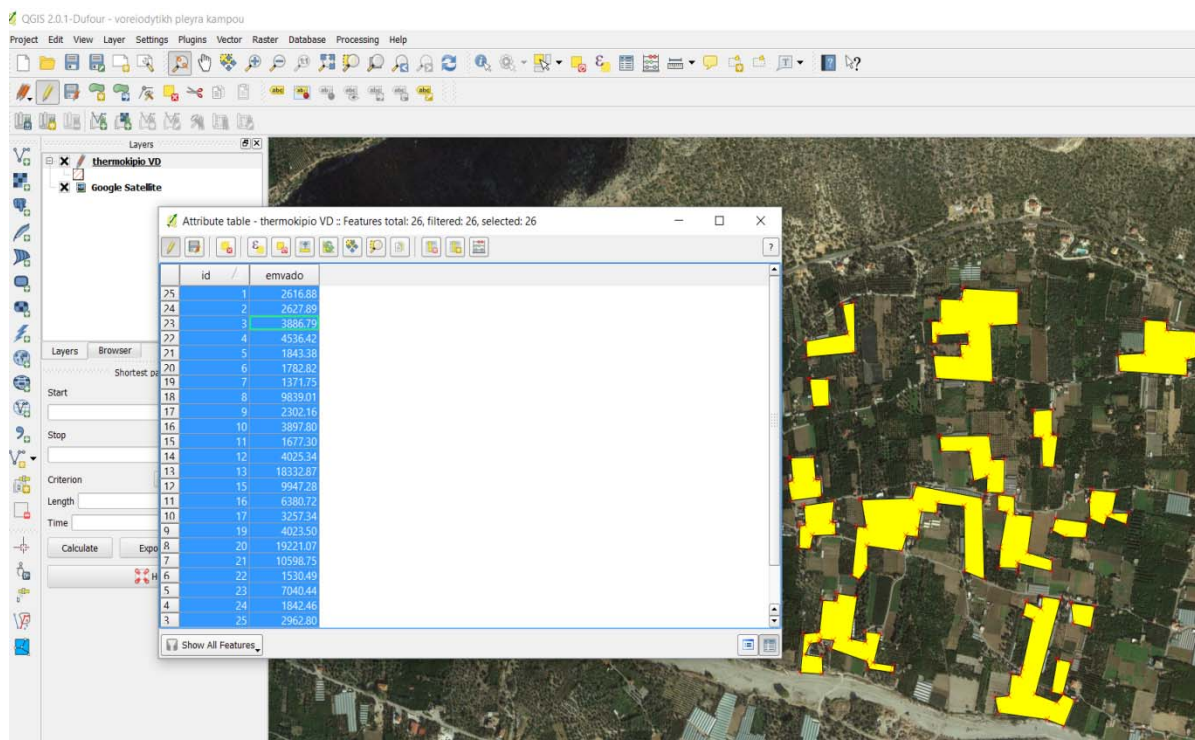 QGIS 2.0.1-Dufour - voreiodytikh pleyra kampou
Project Edit View Layer Settings Plugins Vector Raster Database Processing Help
Layers
thermokipio VD
Google Satellite
Attribute table - thermokipio VD :: Features total: 26, filtered: 26, selected: 26
id emvado
25 1 2616.88
24 2 2627.89
23 3 3886.79
22 4 4536.42
21 5 1843.38
20 6 1782.82
19 7 1371.75
18 8 9839.01
17 9 2302.16
16 10 3897.80
15 11 1677.30
14 12 4025.34
13 13 18332.87
12 15 9947.28
11 16 6380.72
10 17 3257.34
9 19 4023.50
8 20 19221.07
7 21 10598.75
6 22 1530.49
5 23 7040.44
4 24 1842.46
3 25 2962.80
Show All Features
Layers Browser
Shortest pa
Start
Stop
Criterion
Length
Time
Calculate Expo
H